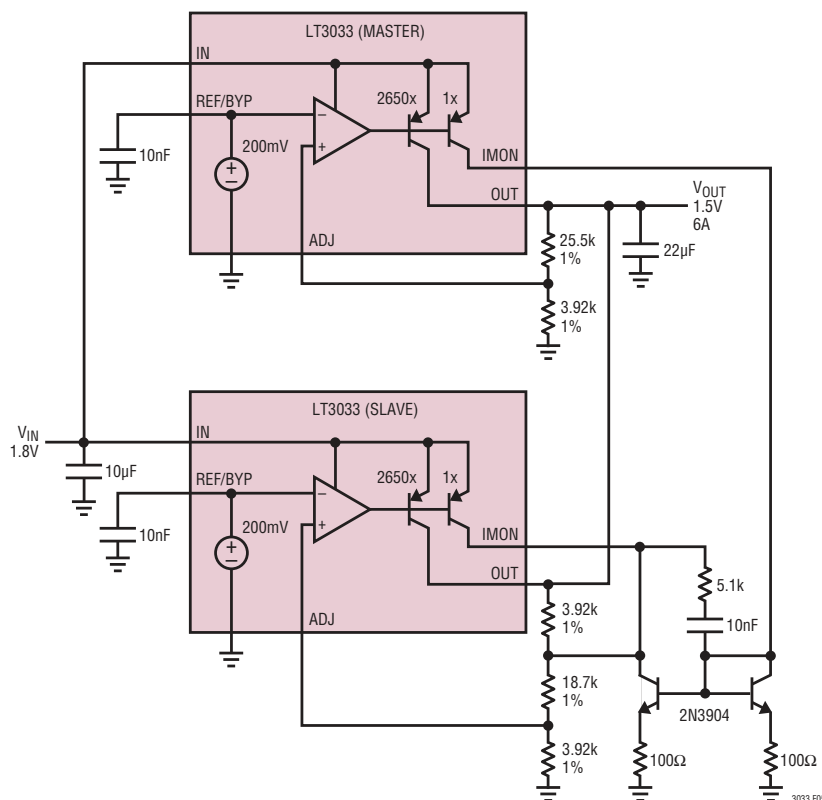 LT3033 (MASTER)
IN
REF/BYP
2650x
1x
–
+
200mV
+
–
10nF
IMON
OUT
VOUT
1.5V
6A
25.5k
1%
22µF
ADJ
3.92k
1%
LT3033 (SLAVE)
VIN
1.8V
IN
10µF
REF/BYP
2650x
1x
–
+
200mV
+
–
10nF
IMON
OUT
5.1k
3.92k
1%
10nF
ADJ
18.7k
1%
2N3904
3.92k
1%
100Ω
100Ω